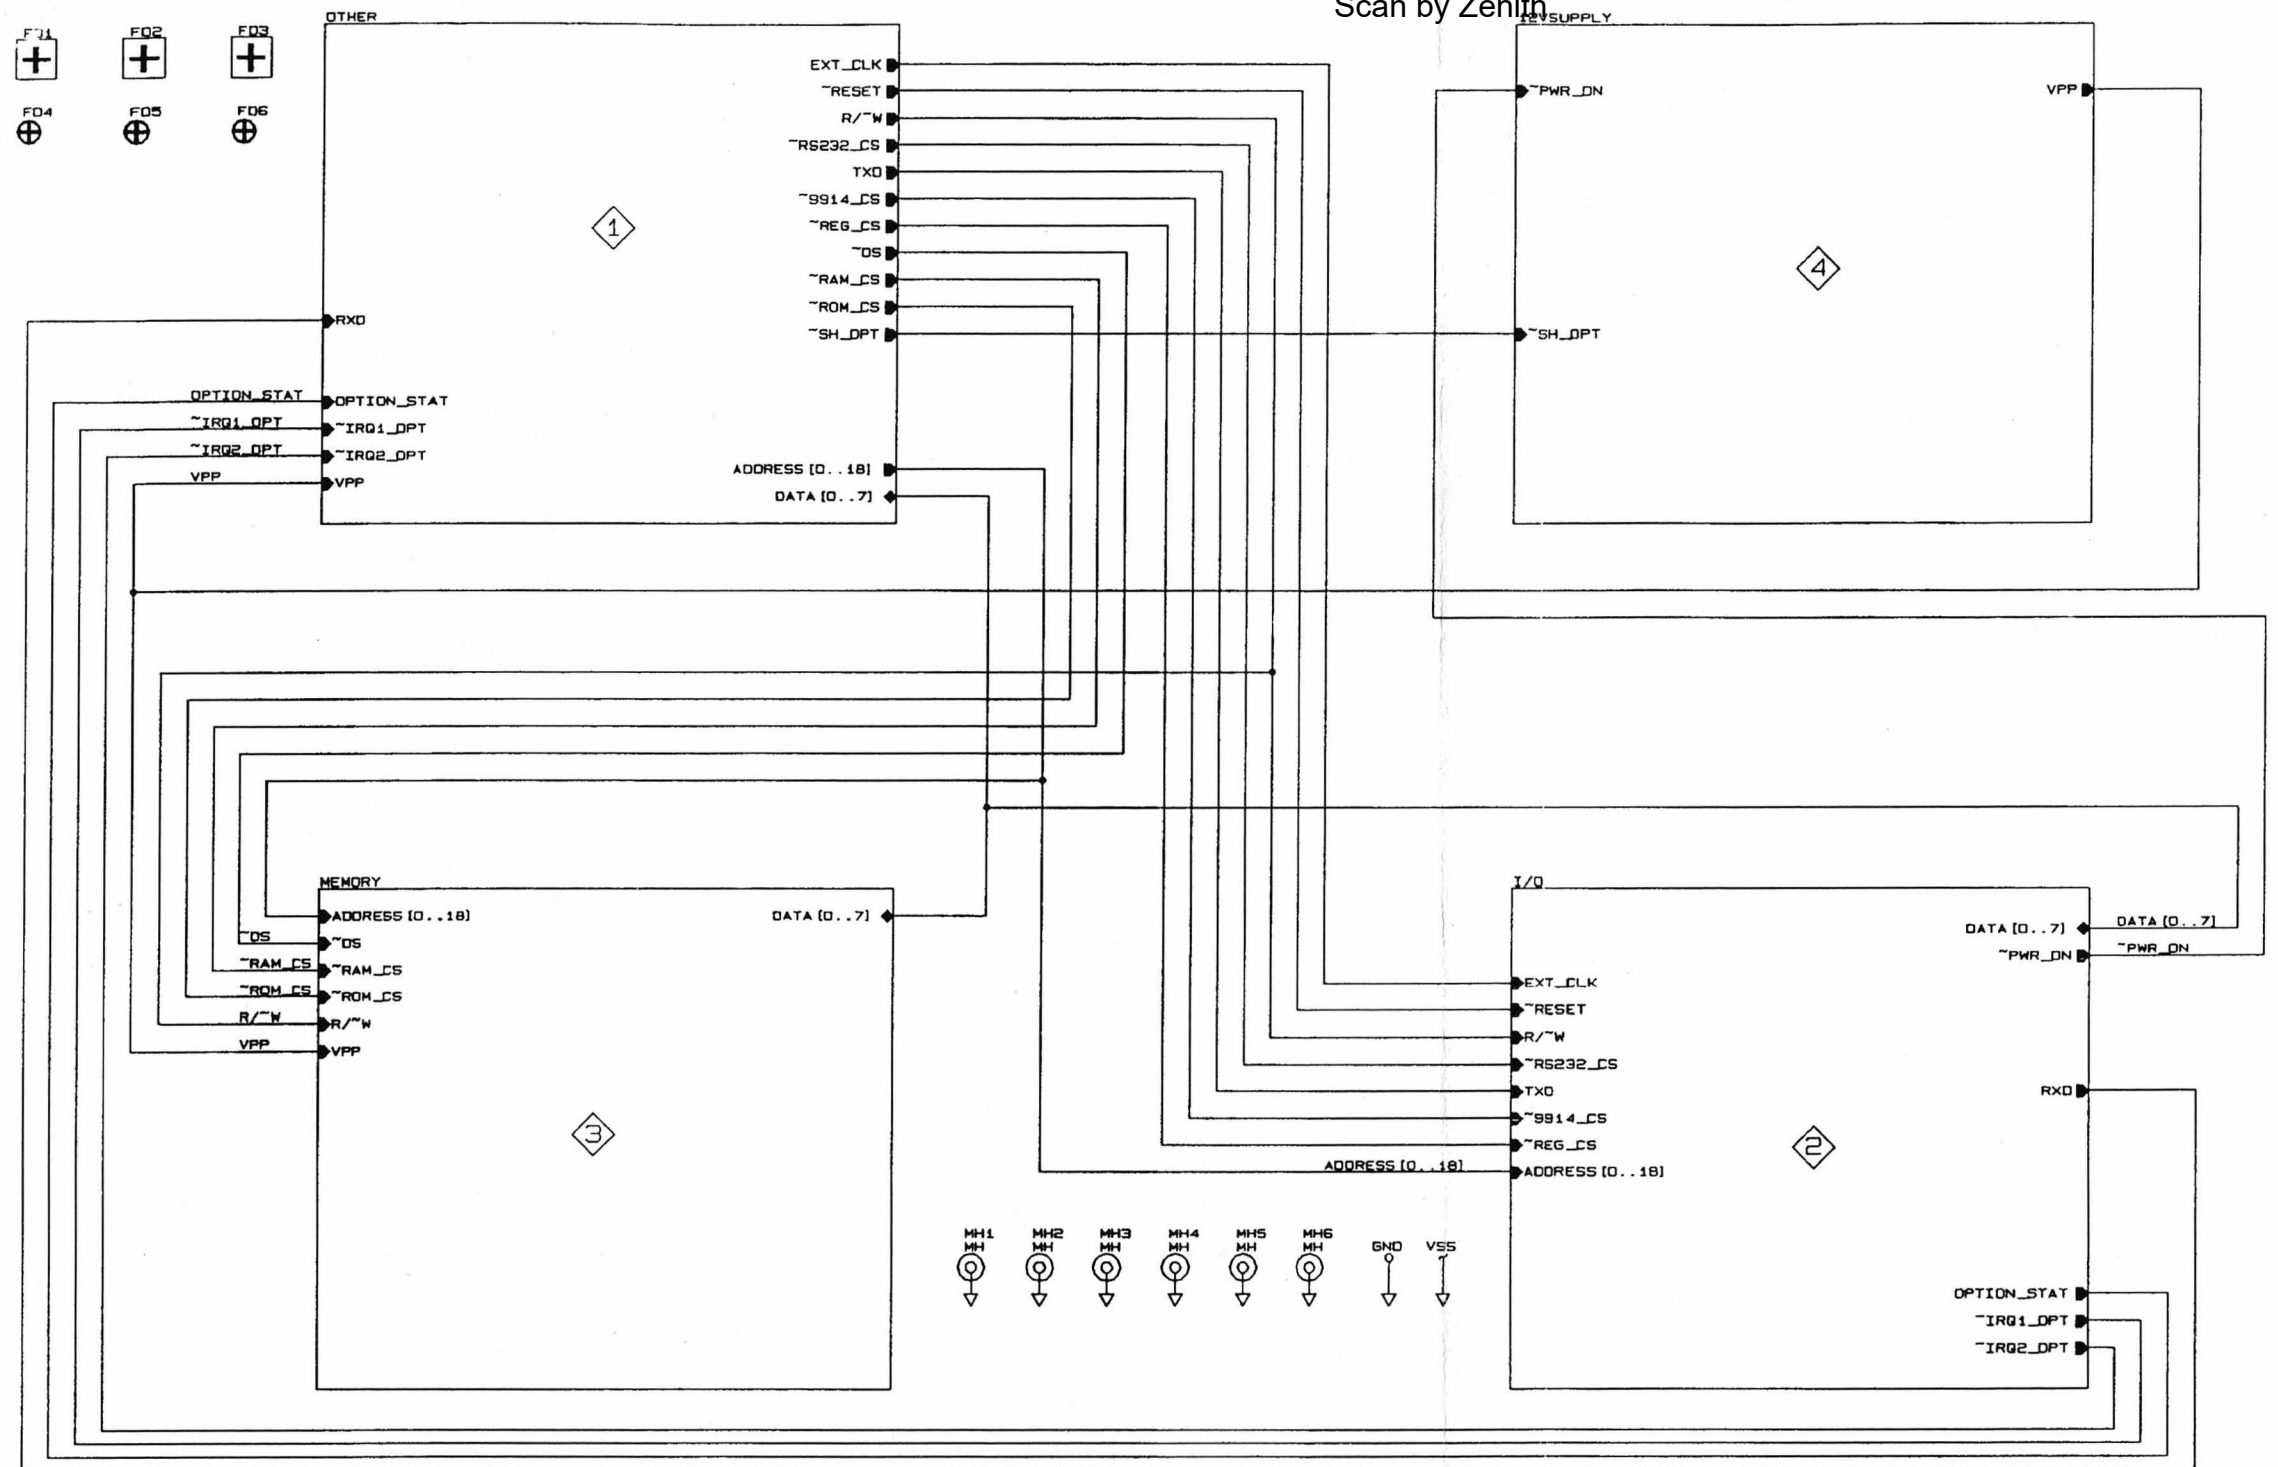 Scan by Zenith
OTHER
12VSUPPLY
FD1
FD2
FD3
FD4
FD5
FD6
EXT_CLK
~RESET
R/~W
~RS232_CS
TXD
~9914_CS
~REG_CS
~DS
~RAM_CS
~ROM_CS
~SH_OPT
1
RXD
OPTION_STAT
OPTION_STAT
~IRQ1_OPT
~IRQ1_OPT
~IRQ2_OPT
~IRQ2_OPT
VPP
VPP
ADDRESS[0..18]
DATA[0..7]
~PWR_ON
VPP
4
~SH_OPT
MEMORY
ADDRESS[0..18]
DATA[0..7]
~DS
~DS
~RAM_CS
~RAM_CS
~ROM_CS
~ROM_CS
R/~W
R/~W
VPP
VPP
3
I/O
DATA[0..7]
DATA[0..7]
~PWR_ON
~PWR_ON
EXT_CLK
~RESET
R/~W
~RS232_CS
TXD
RXD
~9914_CS
~REG_CS
2
ADDRESS[0..18]
ADDRESS[0..18]
MH1
MH
MH2
MH
MH3
MH
MH4
MH
MH5
MH
MH6
MH
GND
VSS
OPTION_STAT
~IRQ1_OPT
~IRQ2_OPT